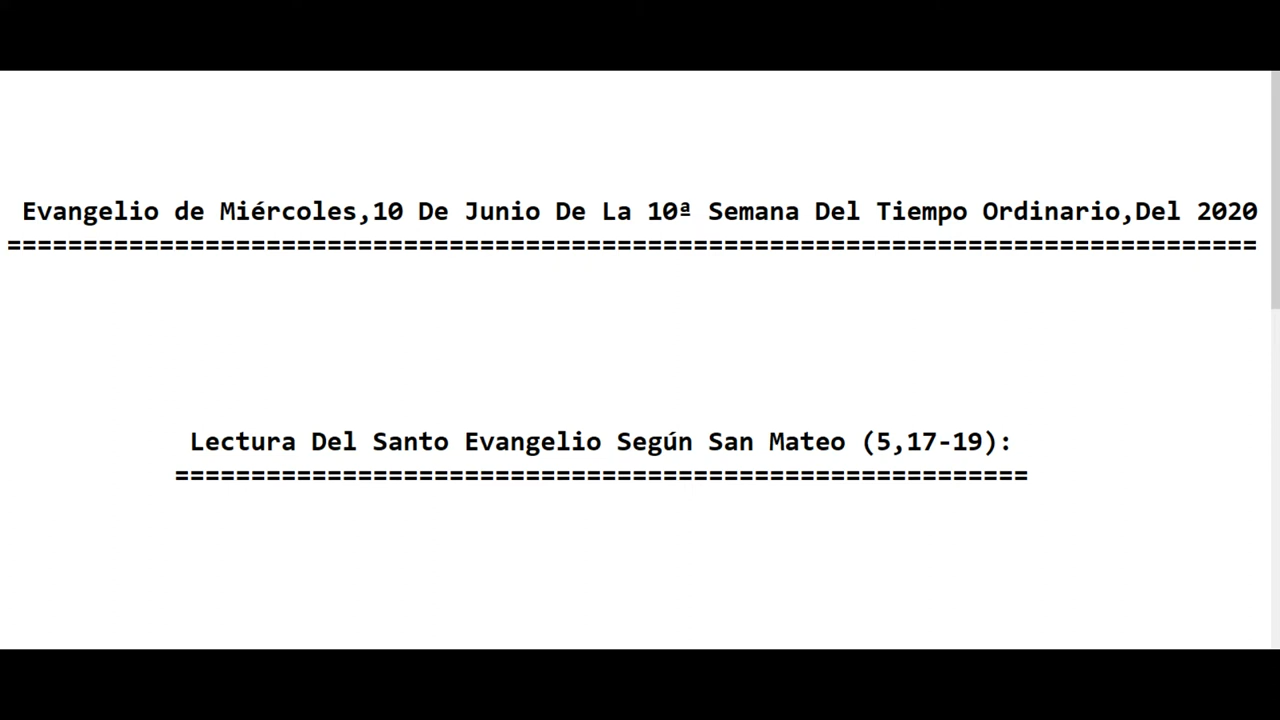 Evangelio de Miércoles,10 De Junio De La 10ª Semana Del Tiempo Ordinario,Del 2020
==================================================================================
Lectura Del Santo Evangelio Según San Mateo (5,17-19):
========================================================